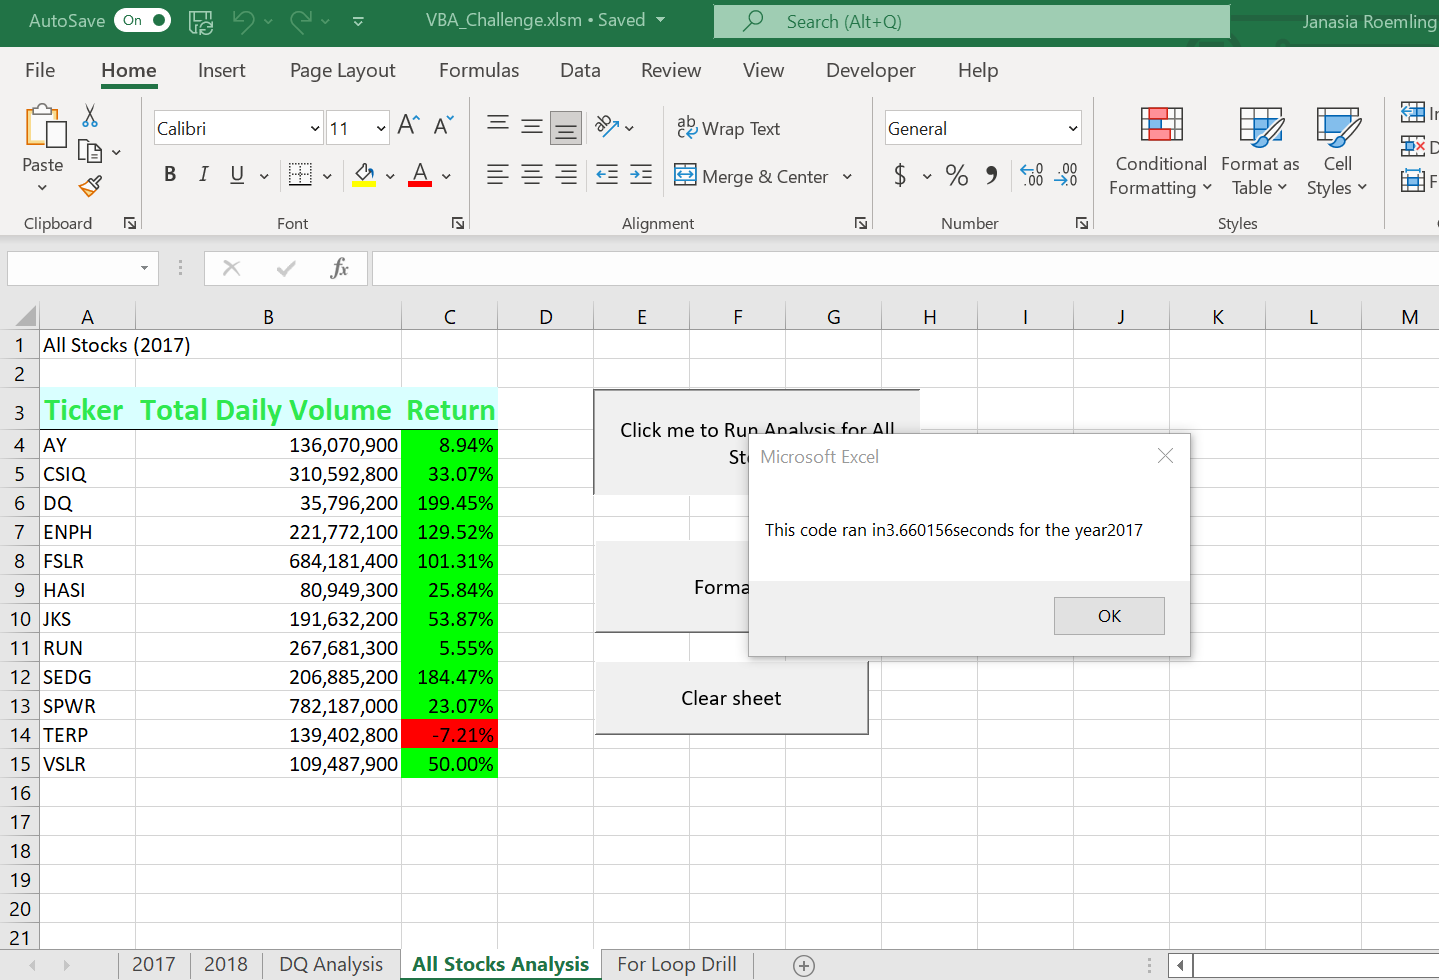 AutoSave On VBA_Challenge.xlsm • Saved Search (Alt+Q) Janasia Roemling
File Home Insert Page Layout Formulas Data Review View Developer Help
Paste
Clipboard
Calibri 11
B I U
Font
ab Wrap Text
Merge & Center
Alignment
General
$ % 9 .00 .00
Number
Conditional Formatting
Format as Table
Cell Styles
Styles
fx
A B C D E F G H I J K L M
1 All Stocks (2017)
2
3 Ticker Total Daily Volume Return
4 AY 136,070,900 8.94%
5 CSIQ 310,592,800 33.07%
6 DQ 35,796,200 199.45%
7 ENPH 221,772,100 129.52%
8 FSLR 684,181,400 101.31%
9 HASI 80,949,300 25.84%
10 JKS 191,632,200 53.87%
11 RUN 267,681,300 5.55%
12 SEDG 206,885,200 184.47%
13 SPWR 782,187,000 23.07%
14 TERP 139,402,800 -7.21%
15 VSLR 109,487,900 50.00%
16
17
18
19
20
21
Click me to Run Analysis for All
Microsoft Excel
This code ran in3.660156seconds for the year2017
OK
Clear sheet
2017 2018 DQ Analysis All Stocks Analysis For Loop Drill